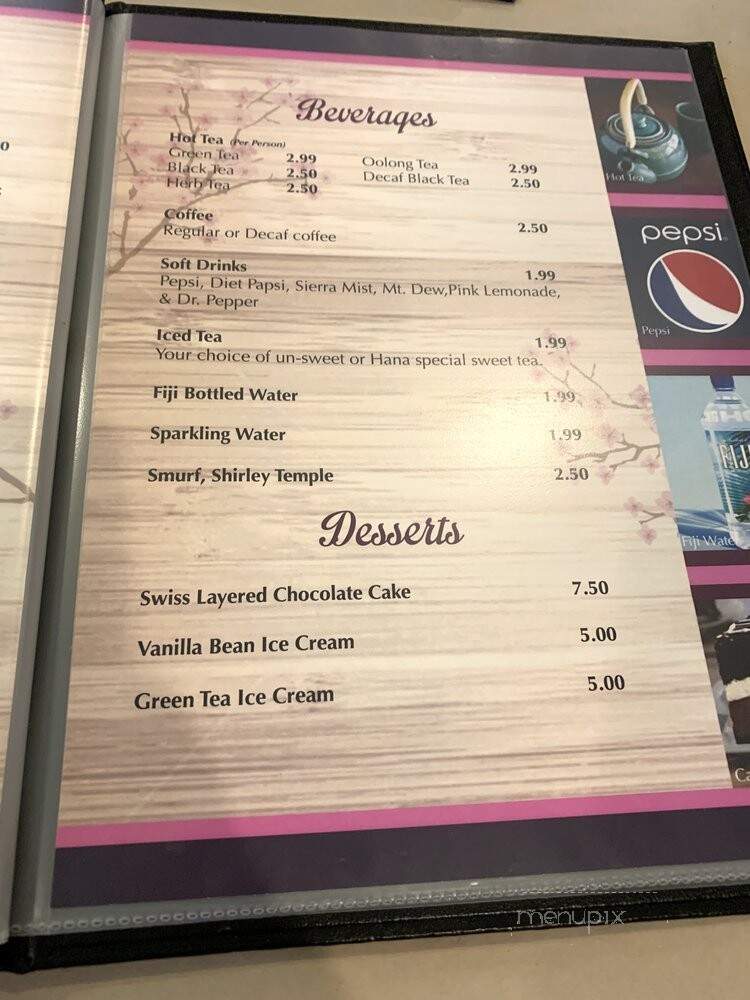 Beverages
Hot Tea (Per Person)
Green Tea 2.99 Oolong Tea 2.99
Black Tea 2.50 Decaf Black Tea 2.50
Herb Tea 2.50
Hot Tea
Coffee
Regular or Decaf coffee 2.50
pepsi
Soft Drinks 1.99
Pepsi, Diet Papsi, Sierra Mist, Mt. Dew,Pink Lemonade,
& Dr. Pepper
Pepsi
Iced Tea 1.99
Your choice of un-sweet or Hana special sweet tea.
Fiji Bottled Water 1.99
Sparkling Water 1.99
FIJI
Smurf, Shirley Temple 2.50
Fiji Wate
Desserts
Swiss Layered Chocolate Cake 7.50
Vanilla Bean Ice Cream 5.00
Green Tea Ice Cream 5.00
Ca
menupix